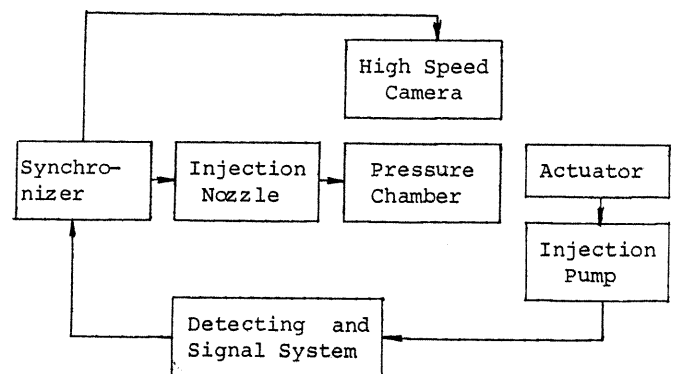 High Speed
Camera
Synchro-
nizer
Injection
Nozzle
Pressure
Chamber
Actuator
Injection
Pump
Detecting and
Signal System